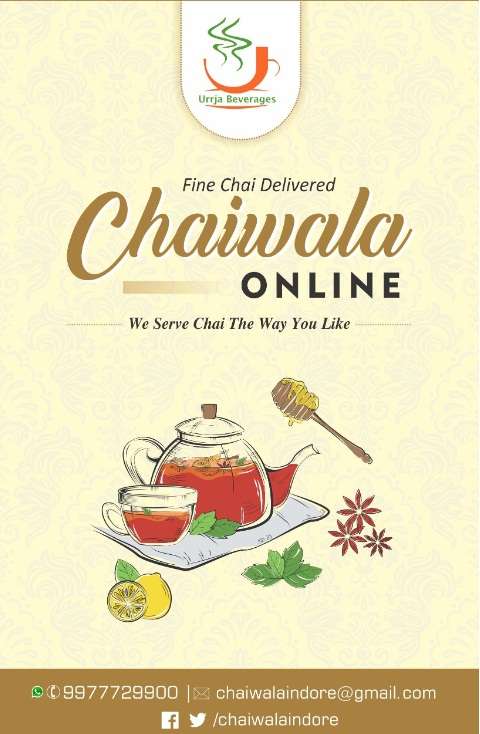 Urrja Beverages
Fine Chai Delivered
Chaiwala
ONLINE
We Serve Chai The Way You Like
9977729900 | chaiwalaindore@gmail.com
/chaiwalaindore